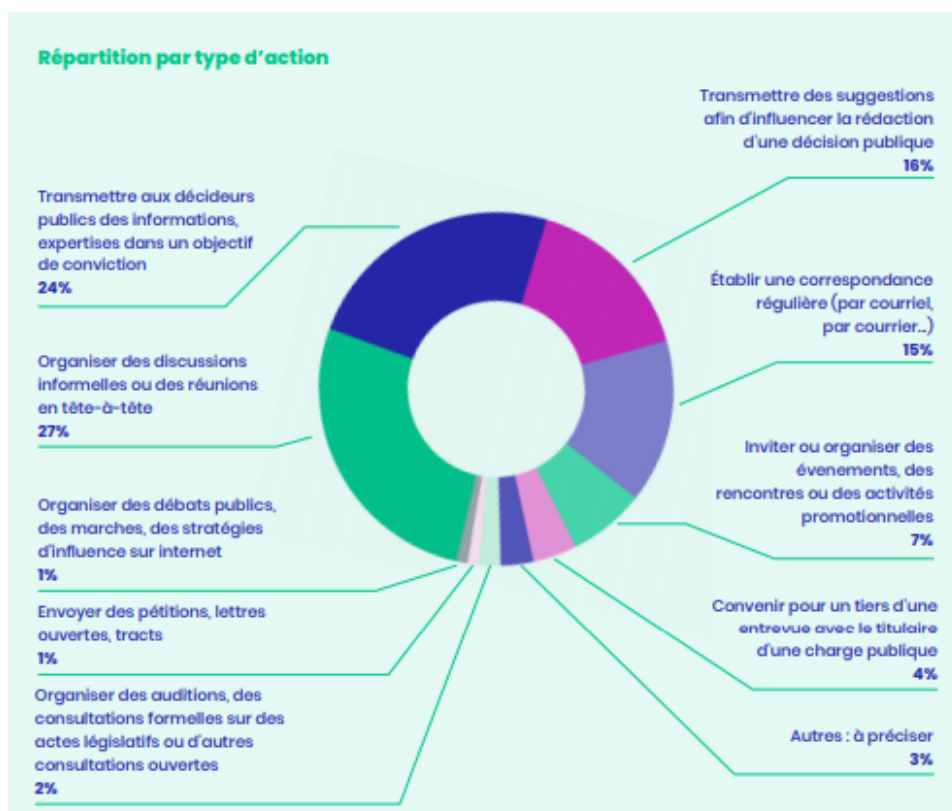 Répartition par type d'action
Transmettre des suggestions
afin d'influencer la rédaction
d'une décision publique
16%
Transmettre aux décideurs
publics des informations,
expertises dans un objectif
de conviction
24%
Établir une correspondance
régulière (par courriel,
par courrier...)
15%
Organiser des discussions
informelles ou des réunions
en tête-à-tête
27%
Inviter ou organiser des
évenements, des
rencontres ou des activités
promotionnelles
7%
Organiser des débats publics,
des marches, des stratégies
d'influence sur internet
1%
Envoyer des pétitions, lettres
ouvertes, tracts
1%
Convenir pour un tiers d'une
entrevue avec le titulaire
d'une charge publique
4%
Organiser des auditions, des
consultations formelles sur des
actes législatifs ou d'autres
consultations ouvertes
2%
Autres : à préciser
3%